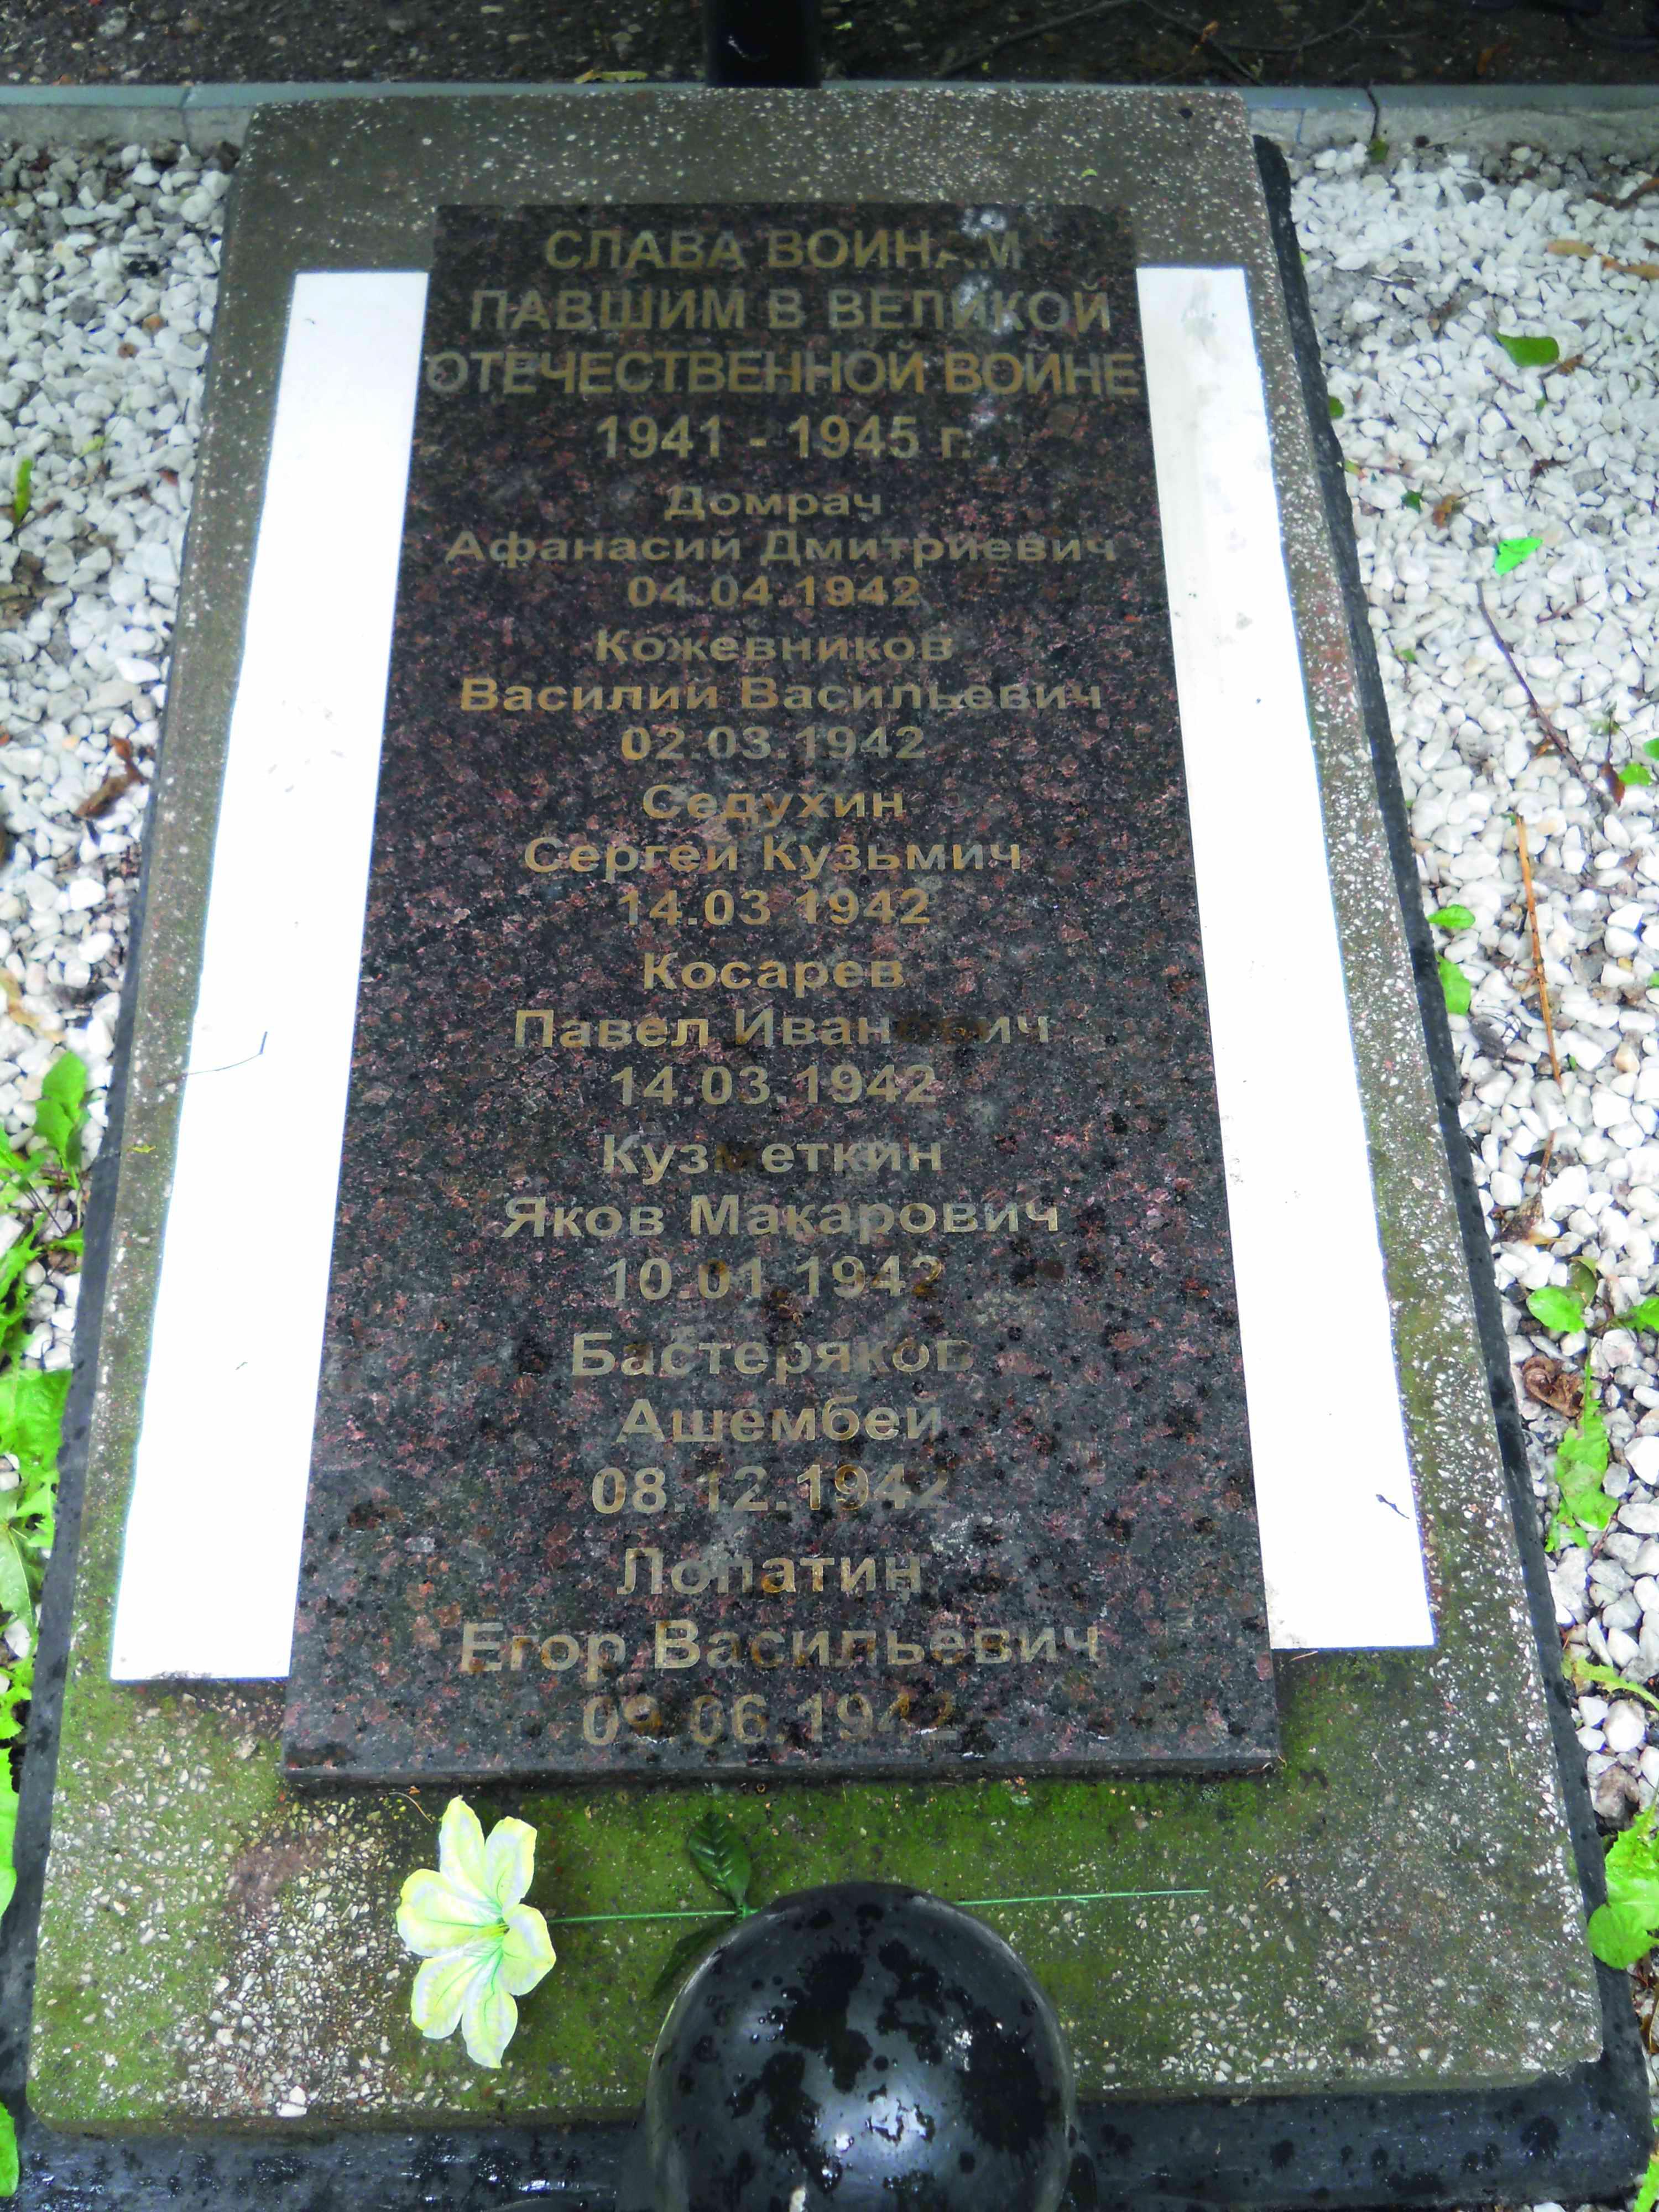 СЛАВА ВОИНАМ
ПАВШИМ В ВЕЛИКОЙ
ОТЕЧЕСТВЕННОЙ ВОЙНЕ
1941 - 1945 г.
Домрач
Афанасий Дмитриевич
04.04.1942
Кожевников
Василий Васильевич
02.03.1942
Седухин
Сергей Кузьмич
14.03 1942
Косарев
Павел Иванович
14.03.1942
Кузметкин
Яков Макарович
10.01.1942
Бастеряков
Ашембей
08.12.1942
Лопатин
Егор Васильевич
09.06.1942